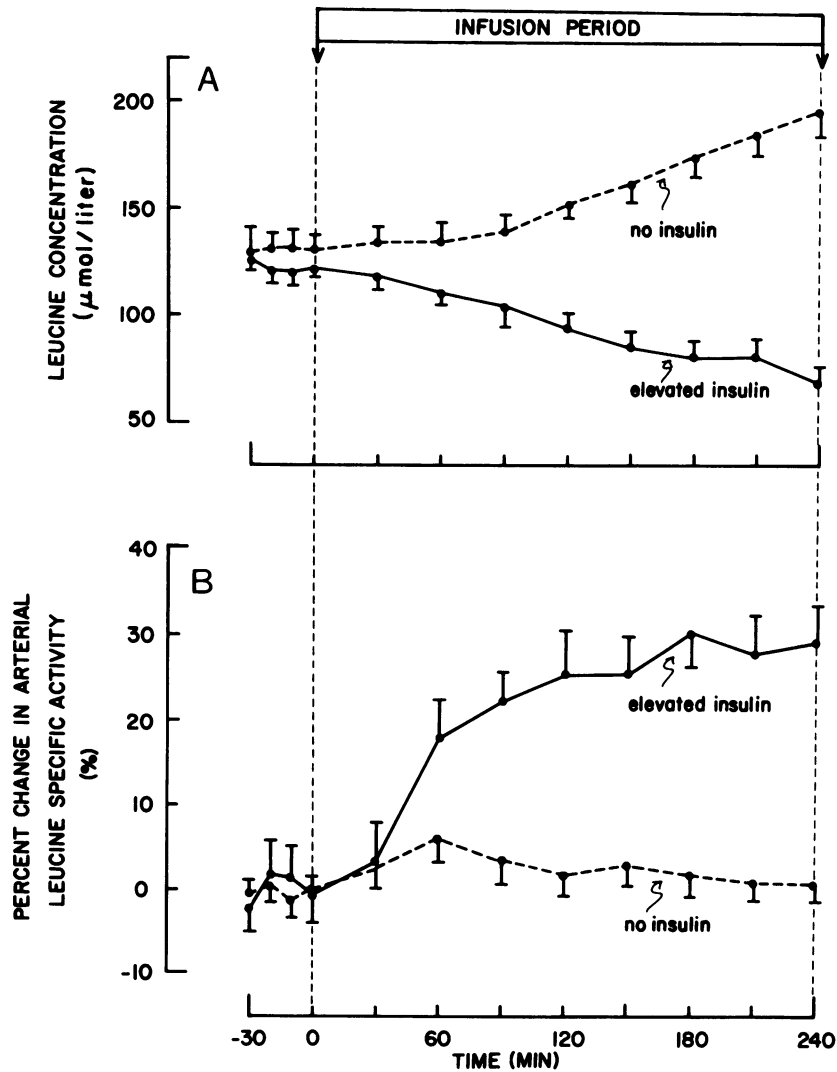 INFUSION PERIOD
A
LEUCINE CONCENTRATION
(μmol/liter)
200
150
100
50
no insulin
elevated insulin
B
PERCENT CHANGE IN ARTERIAL
LEUCINE SPECIFIC ACTIVITY
(%)
40
30
20
10
0
-10
elevated insulin
no insulin
-30 0 60 120 180 240
TIME (MIN)